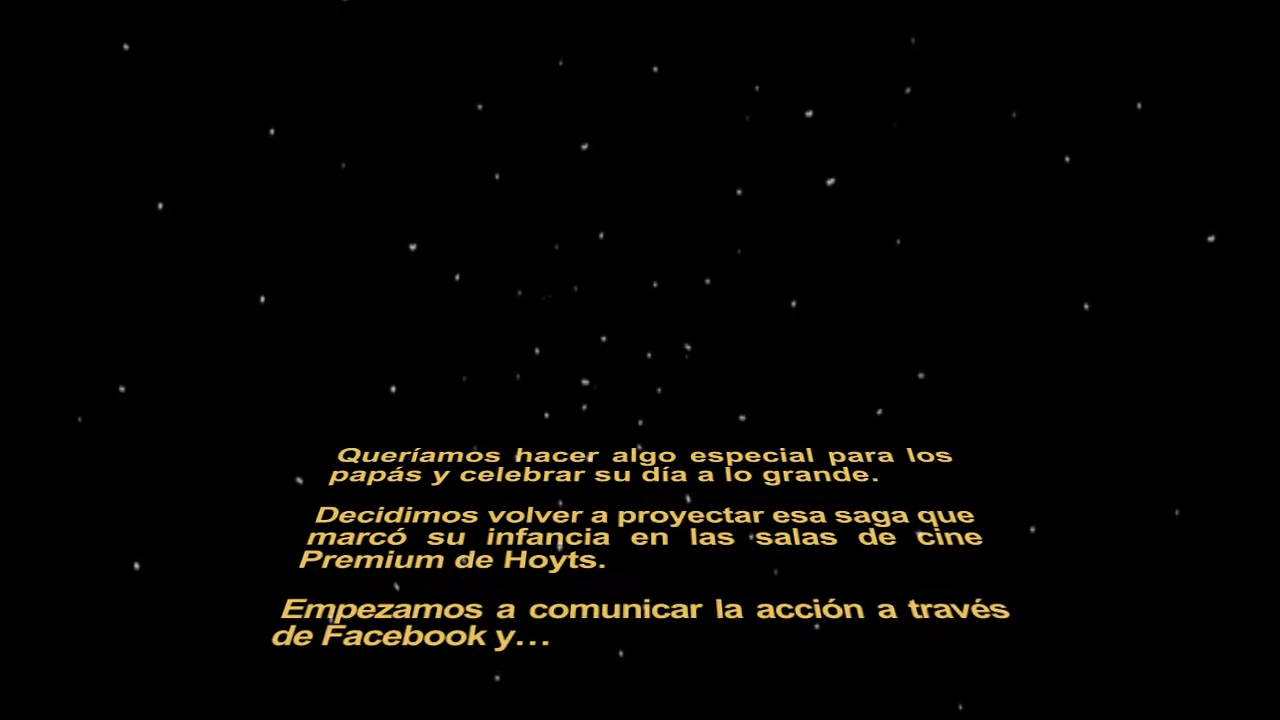 Queríamos hacer algo especial para los
papás y celebrar su día a lo grande.
Decidimos volver a proyectar esa saga que
marcó su infancia en las salas de cine
Premium de Hoyts.
Empezamos a comunicar la acción a través
de Facebook y...